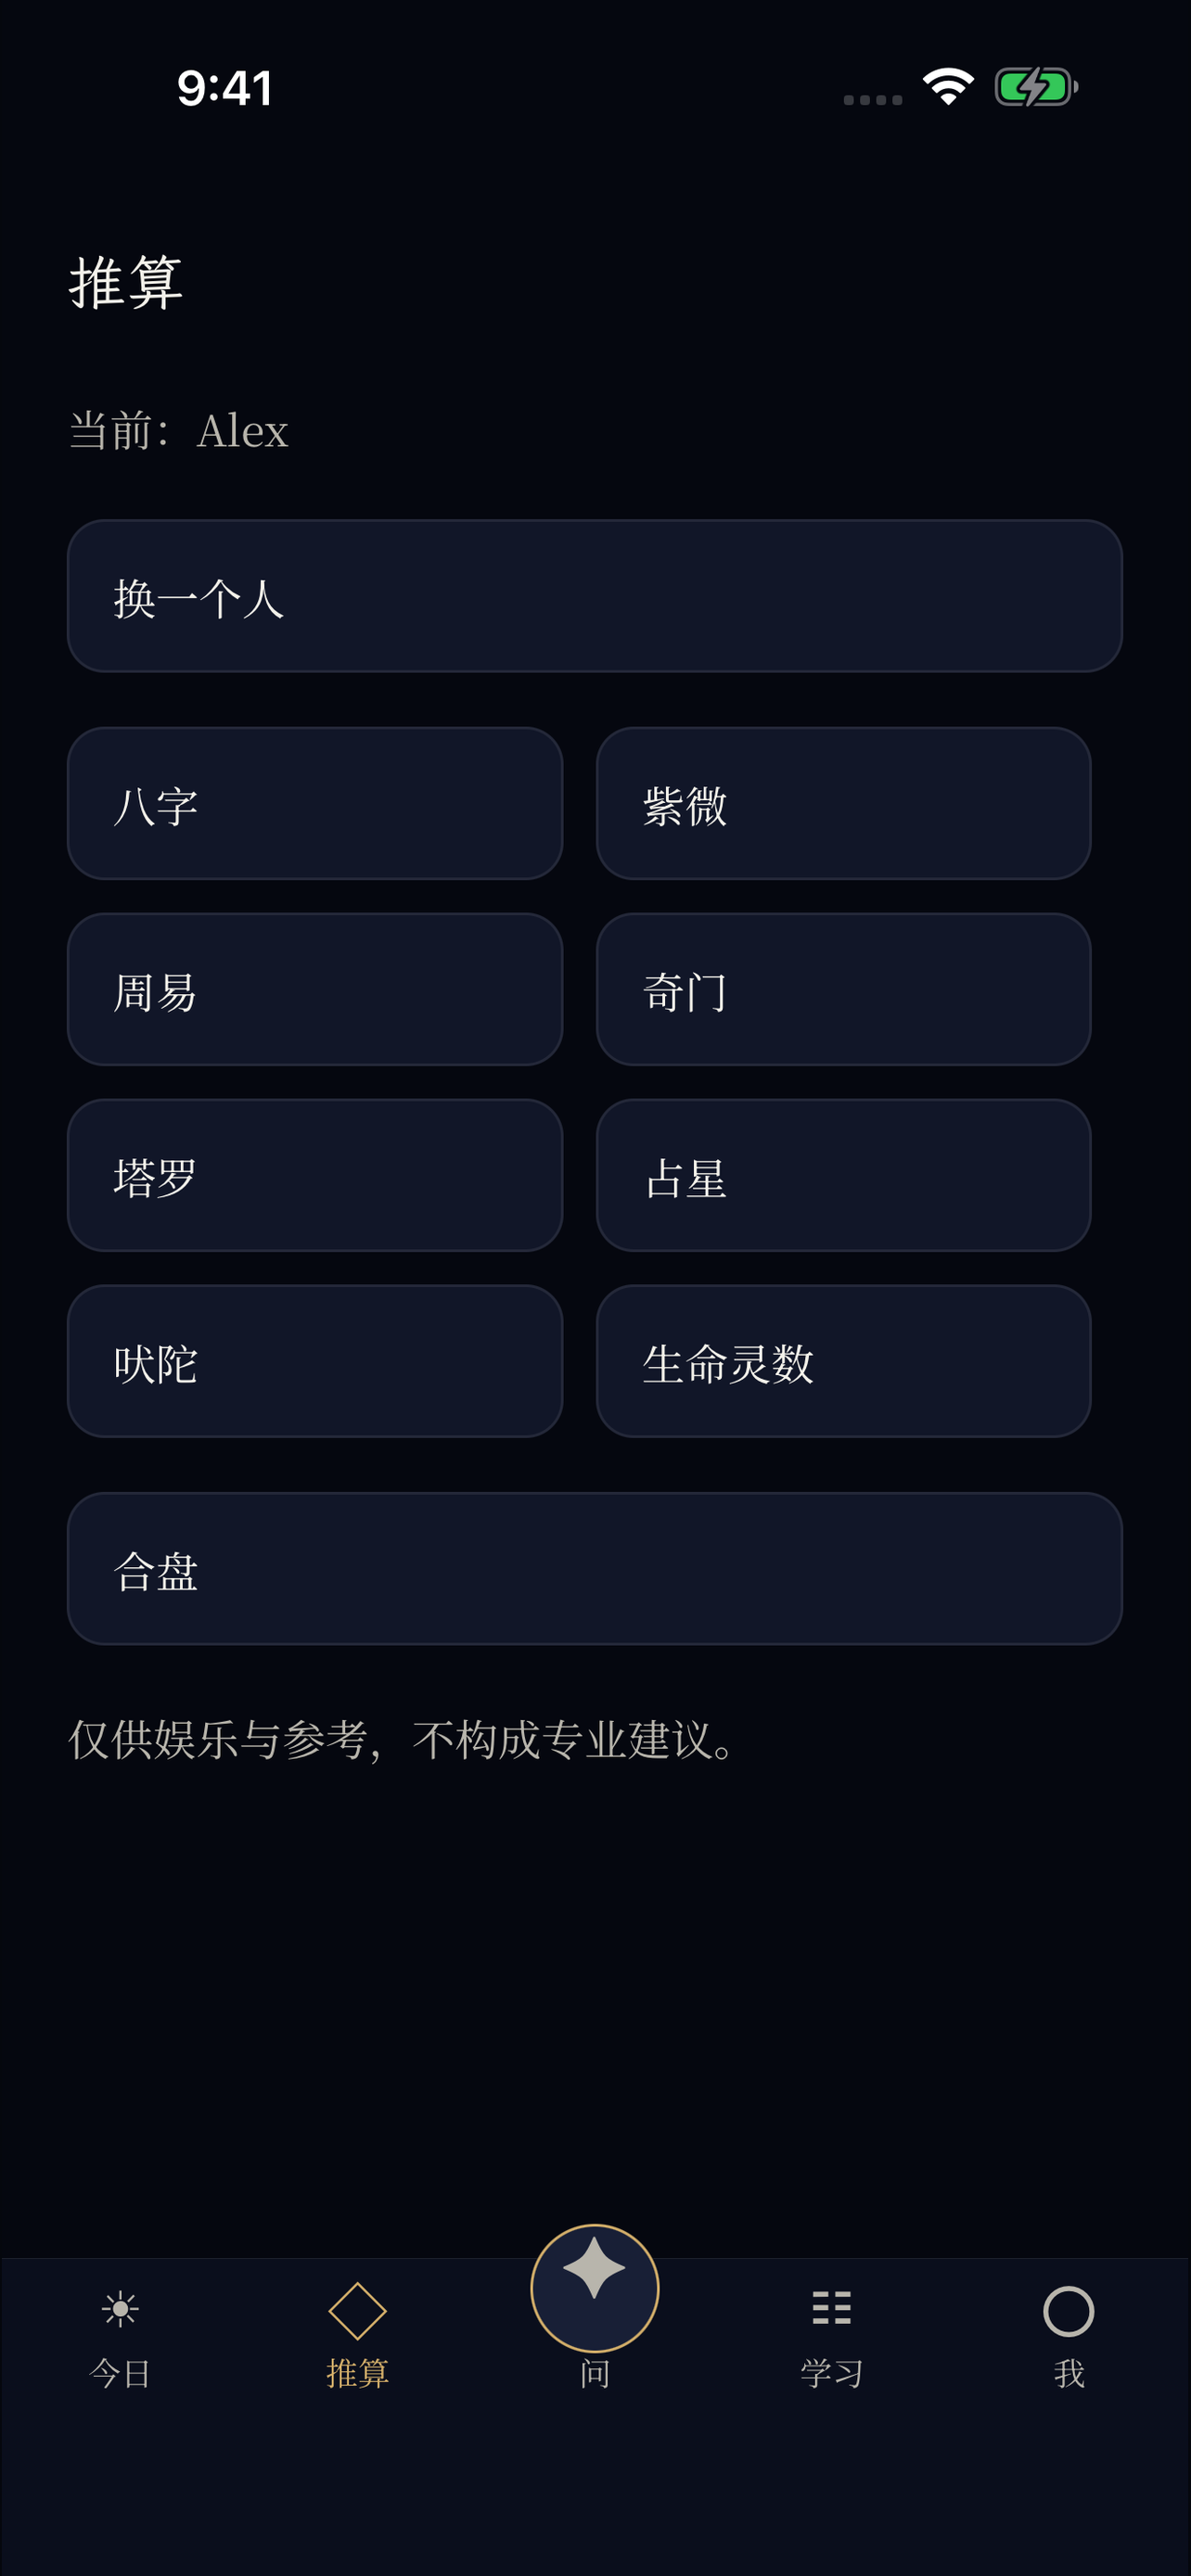 9:41
推算
当前：Alex
换一个人
八字
紫微
周易
奇门
塔罗
占星
吠陀
生命灵数
合盘
仅供娱乐与参考，不构成专业建议。
今日
推算
问
学习
我